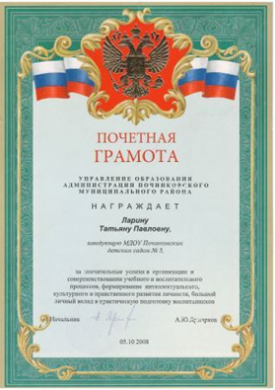 ПОЧЕТНАЯ
ГРАМОТА
УПРАВЛЕНИЕ ОБРАЗОВАНИЯ
АДМИНИСТРАЦИИ ПОЧИНКОВСКОГО
МУНИЦИПАЛЬНОГО РАЙОНА
НАГРАЖДАЕТ
Ларину
Татьяну Павловну,
заведующую МДОУ Починковским
детским садом № 5,
за значительные успехи в организации и
совершенствовании учебного и воспитательного
процессов, формирование интеллектуального,
культурного и нравственного развития личности, большой
личный вклад в практическую подготовку воспитанников
Начальник А.Ю.
05.10 2008